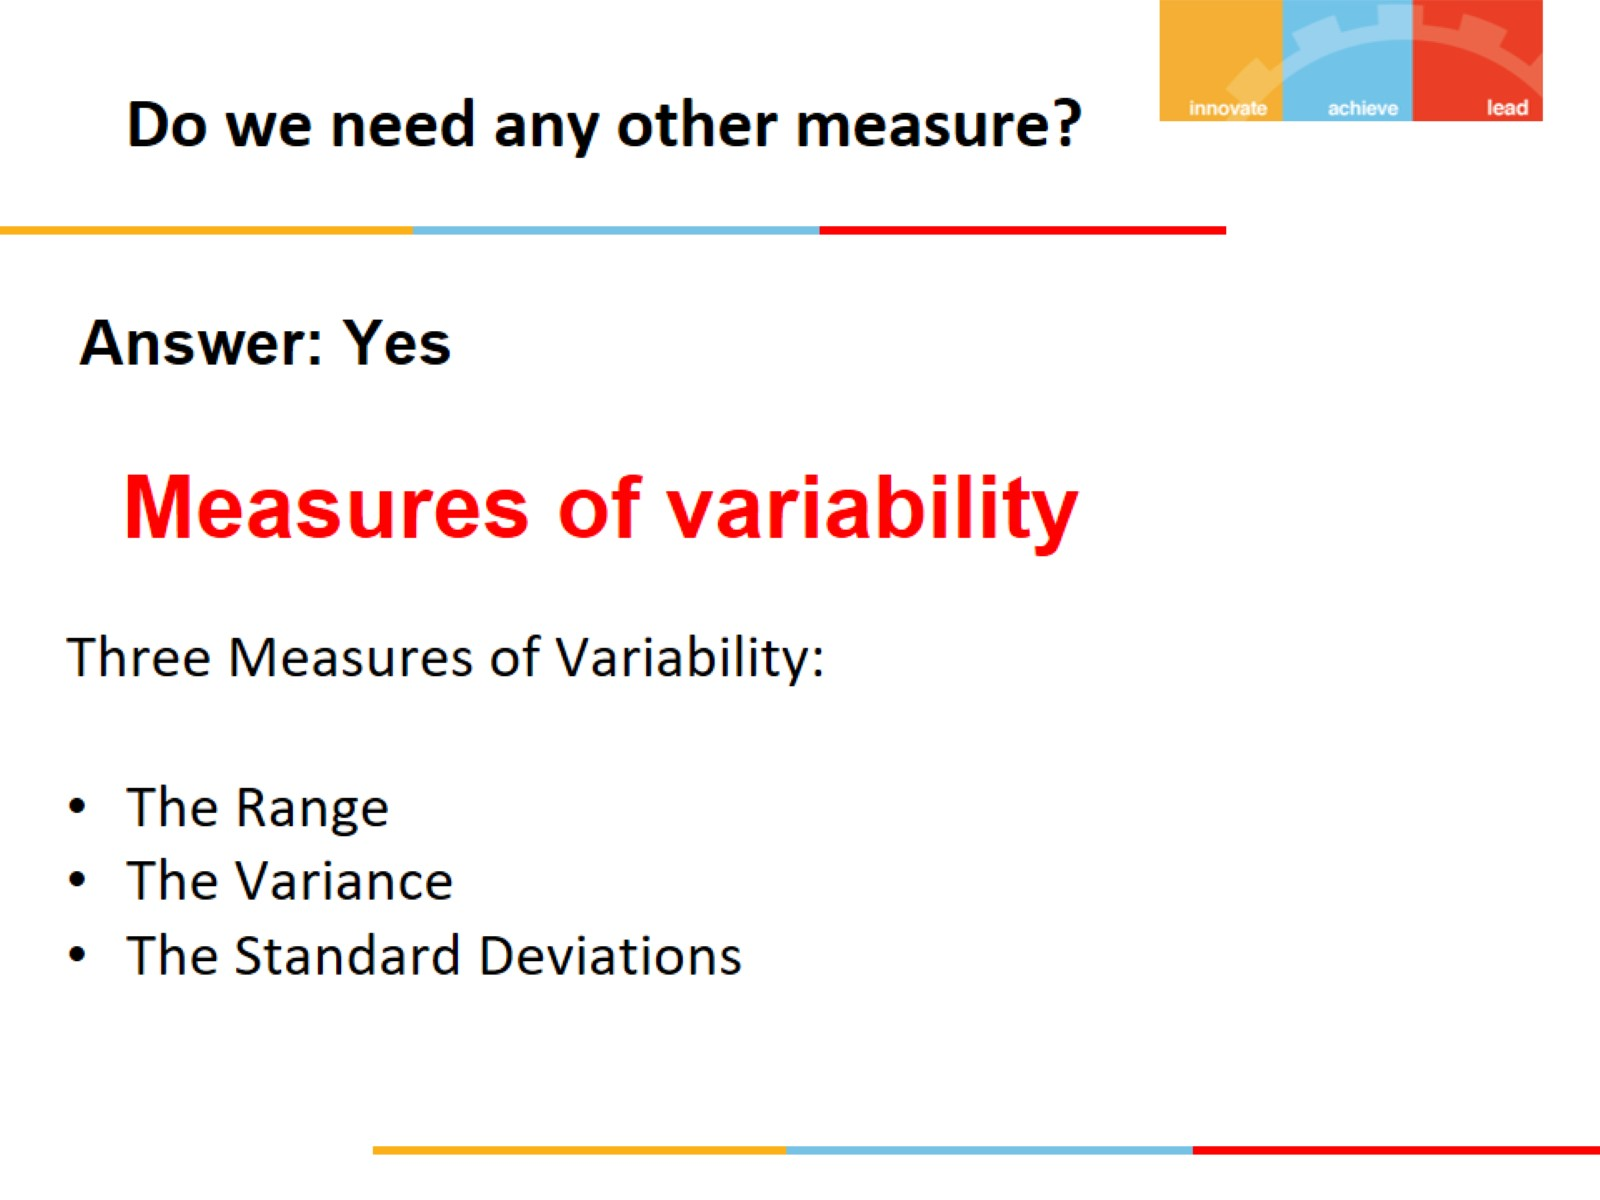 innovate achieve lead
Do we need any other measure?
Answer: Yes
Measures of variability
Three Measures of Variability:
• The Range
• The Variance
• The Standard Deviations